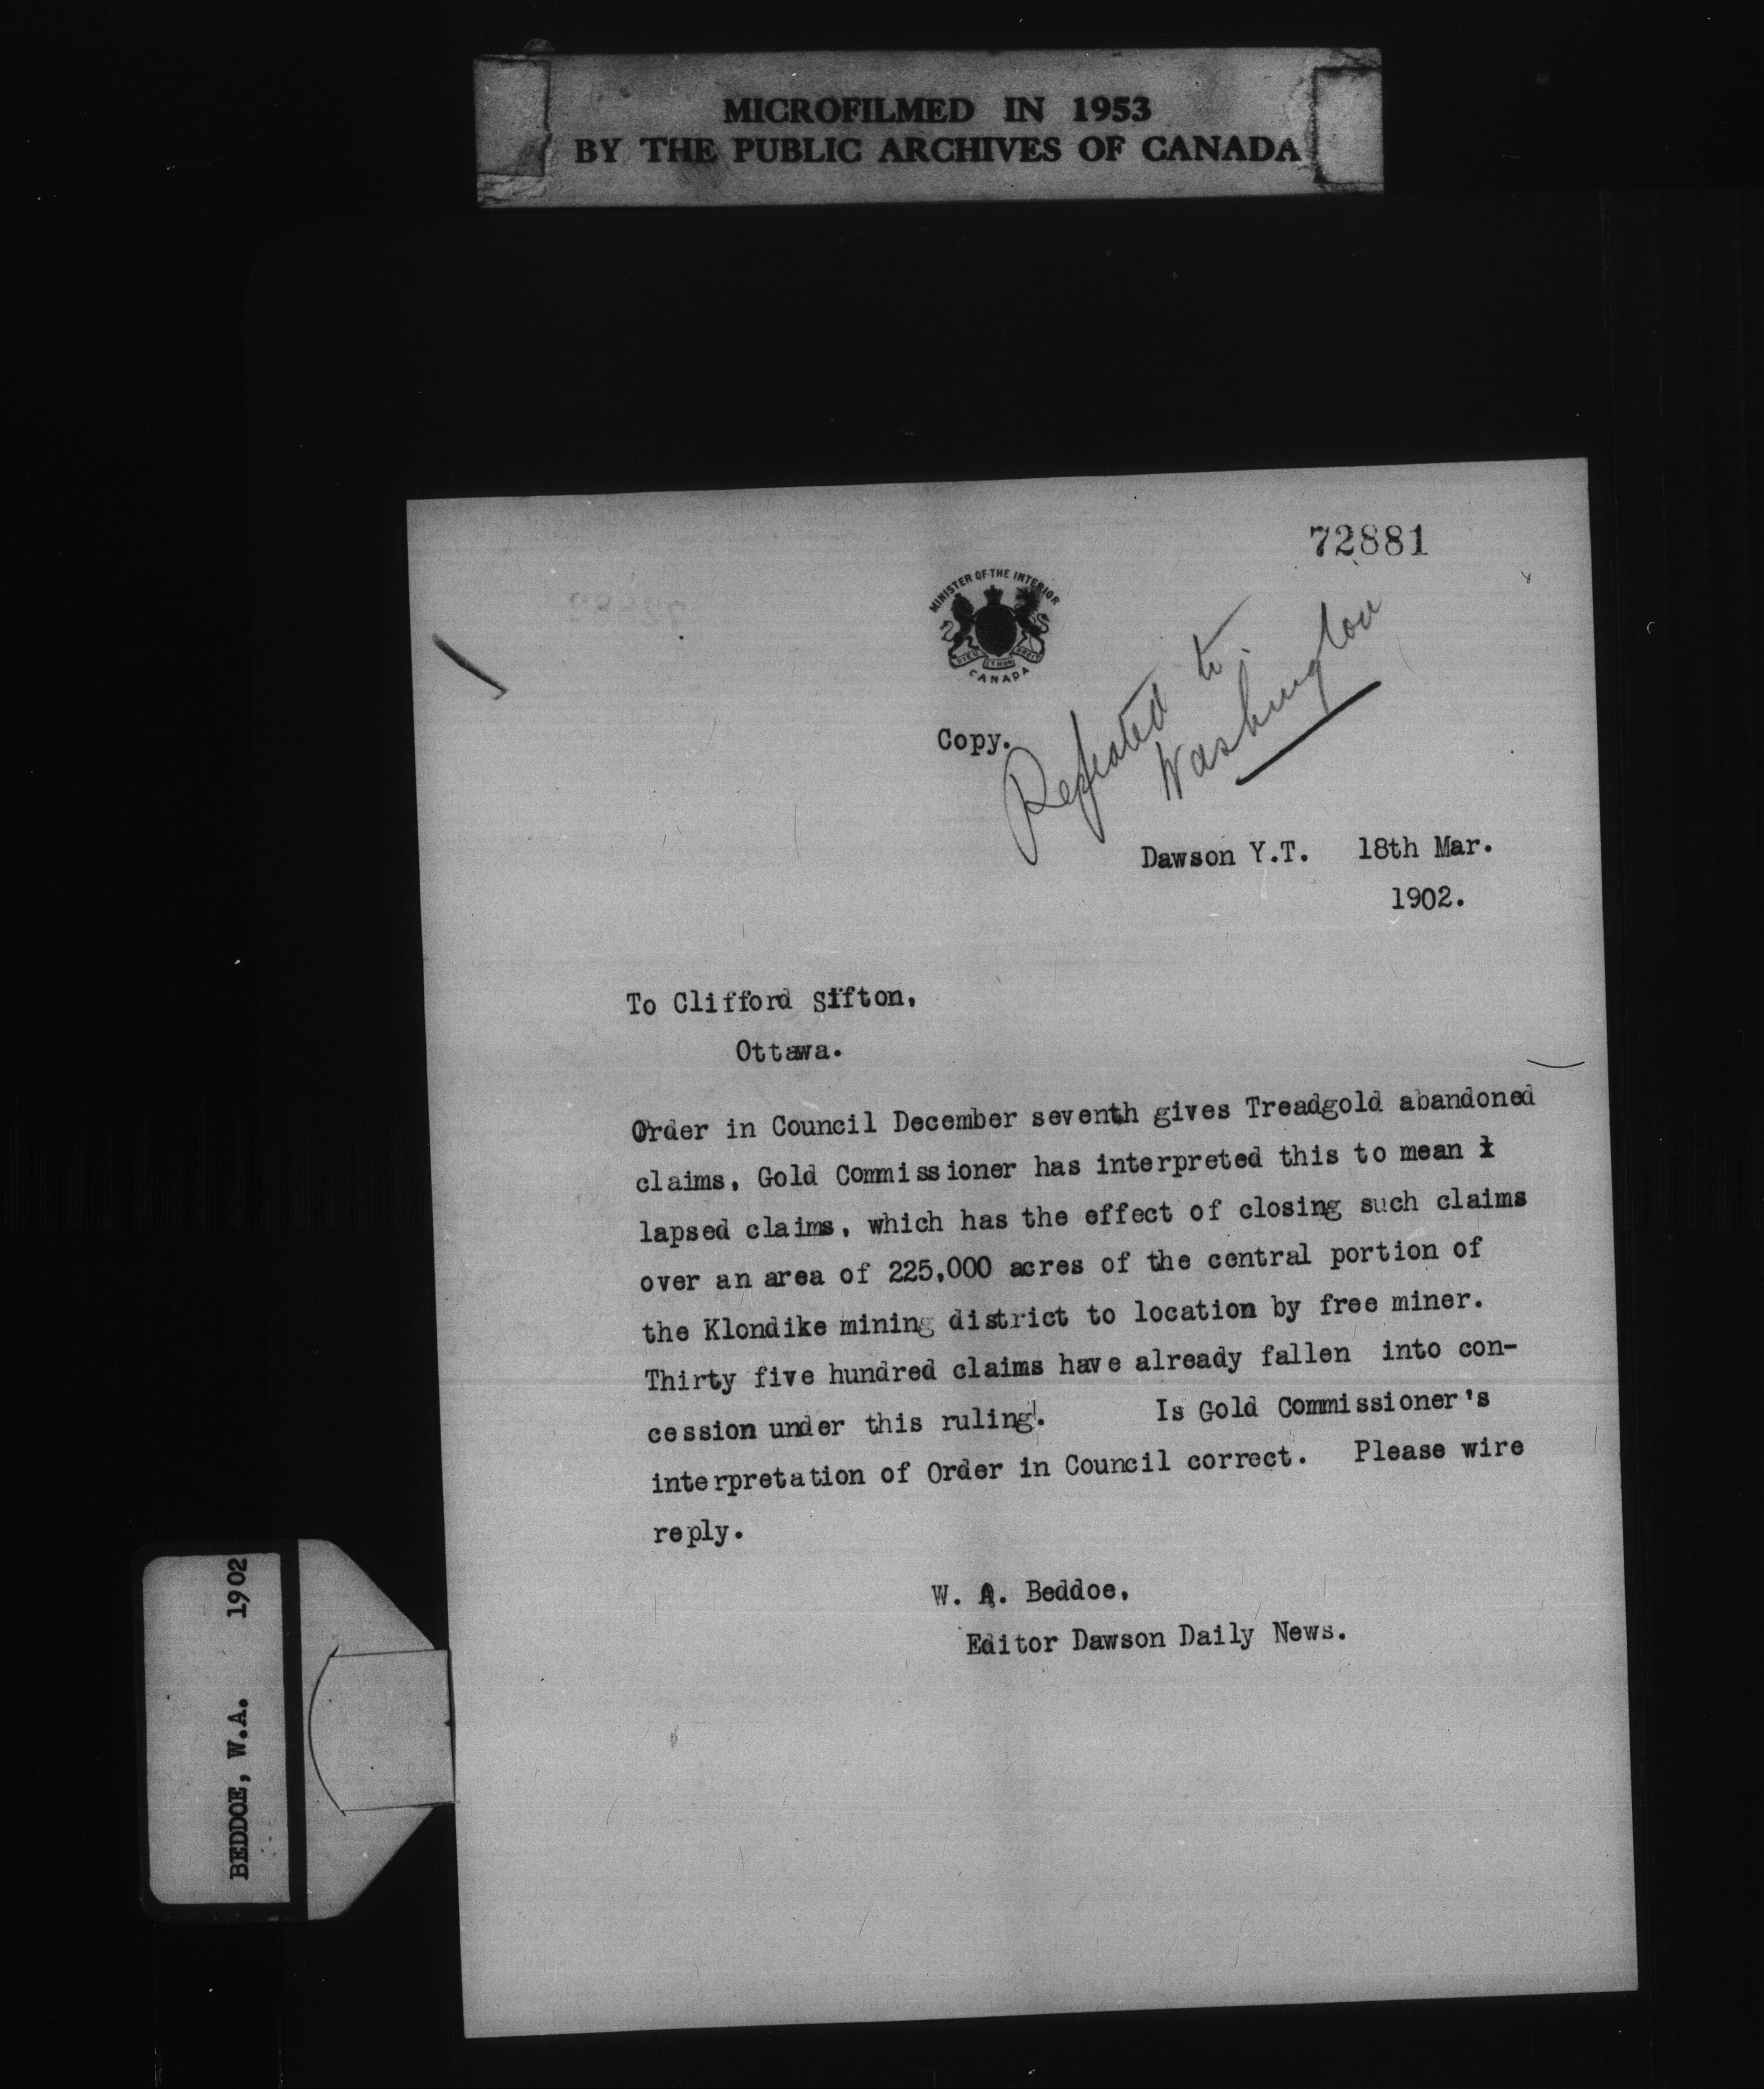 MICROFILMED IN 1953
BY THE PUBLIC ARCHIVES OF CANADA
72881
MINISTER OF THE INTERIOR
DIEU ET MON DROIT
CANADA
Copy.
Repeated to
Washington
Dawson Y.T. 18th Mar.
1902.
To Clifford Sifton,
Ottawa.
Order in Council December seventh gives Treadgold abandoned
claims, Gold Commissioner has interpreted this to mean
lapsed claims, which has the effect of closing such claims
over an area of 225,000 acres of the central portion of
the Klondike mining district to location by free miner.
Thirty five hundred claims have already fallen into con-
cession under this ruling. Is Gold Commissioner's
interpretation of Order in Council correct. Please wire
reply.
W. A. Beddoe,
Editor Dawson Daily News.
BEDDOE, W.A. 1902